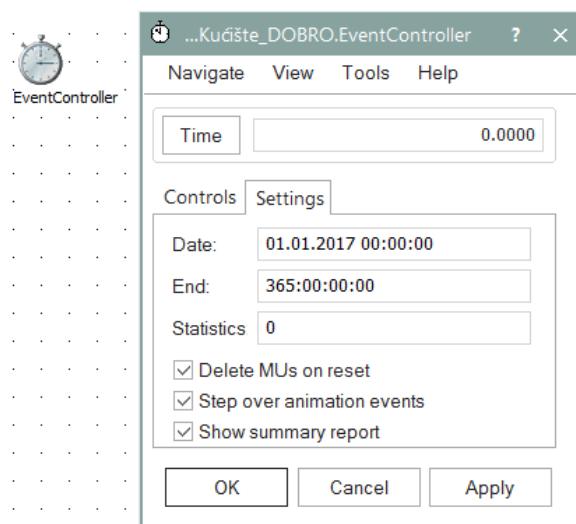 ...Kućište_DOBRO.EventController ? ×
EventController
Navigate View Tools Help
Time 0.0000
Controls Settings
Date: 01.01.2017 00:00:00
End: 365:00:00:00
Statistics 0
Delete MUs on reset
Step over animation events
Show summary report
OK Cancel Apply